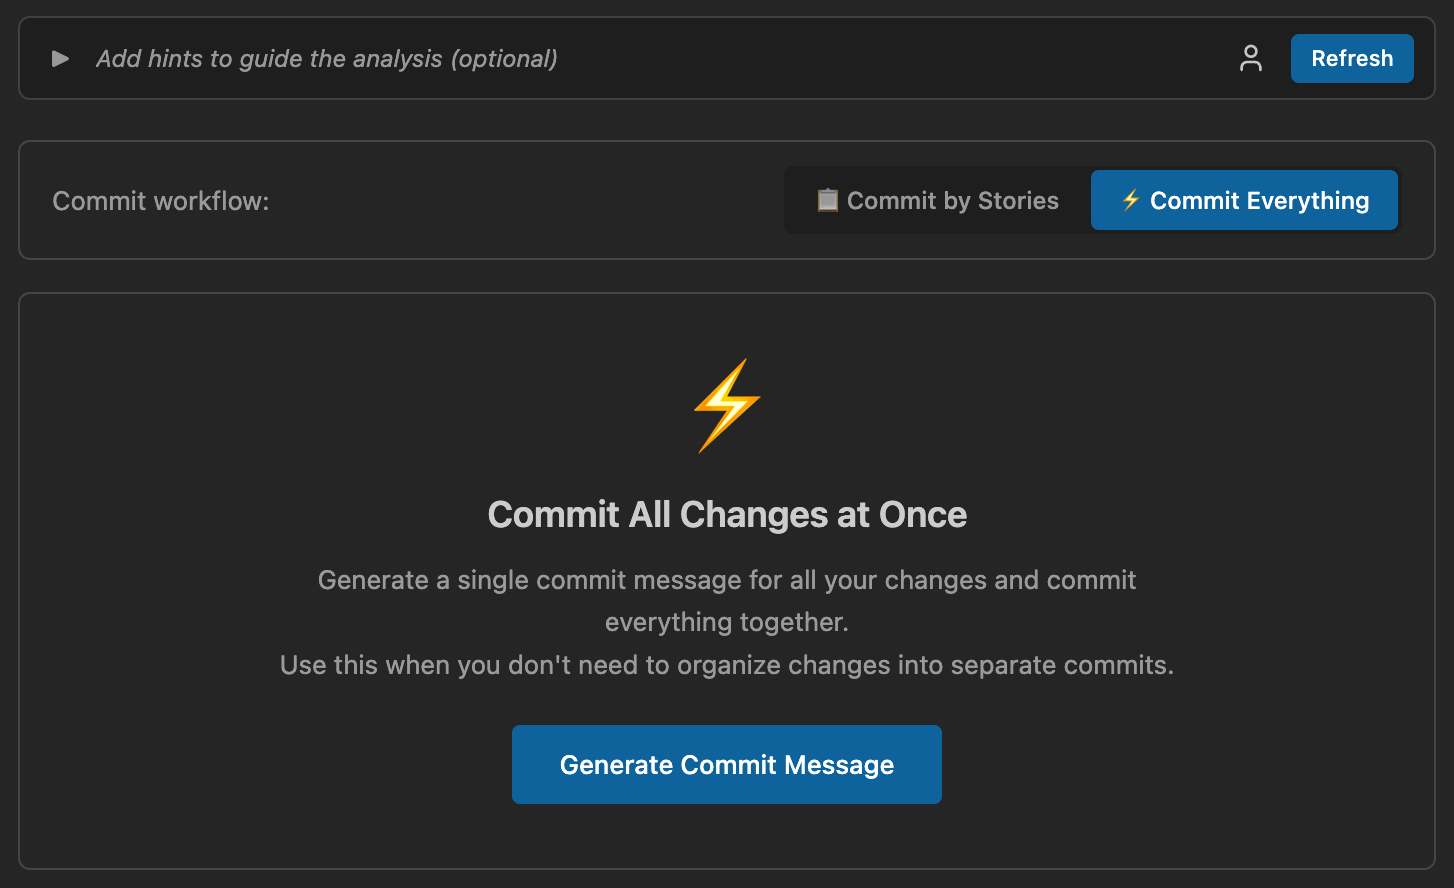 Add hints to guide the analysis (optional)
Refresh
Commit workflow:
Commit by Stories
Commit Everything
Commit All Changes at Once
Generate a single commit message for all your changes and commit
everything together.
Use this when you don't need to organize changes into separate commits.
Generate Commit Message